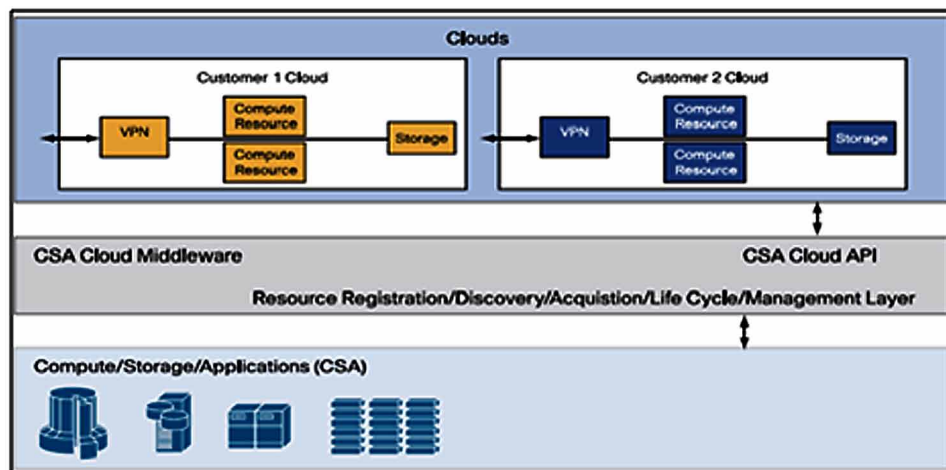 Clouds
Customer 1 Cloud
VPN
Compute
Resource
Compute
Resource
Storage
Customer 2 Cloud
VPN
Compute
Resource
Compute
Resource
Storage
CSA Cloud Middleware
CSA Cloud API
Resource Registration/Discovery/Acquistion/Life Cycle/Management Layer
Compute/Storage/Applications (CSA)